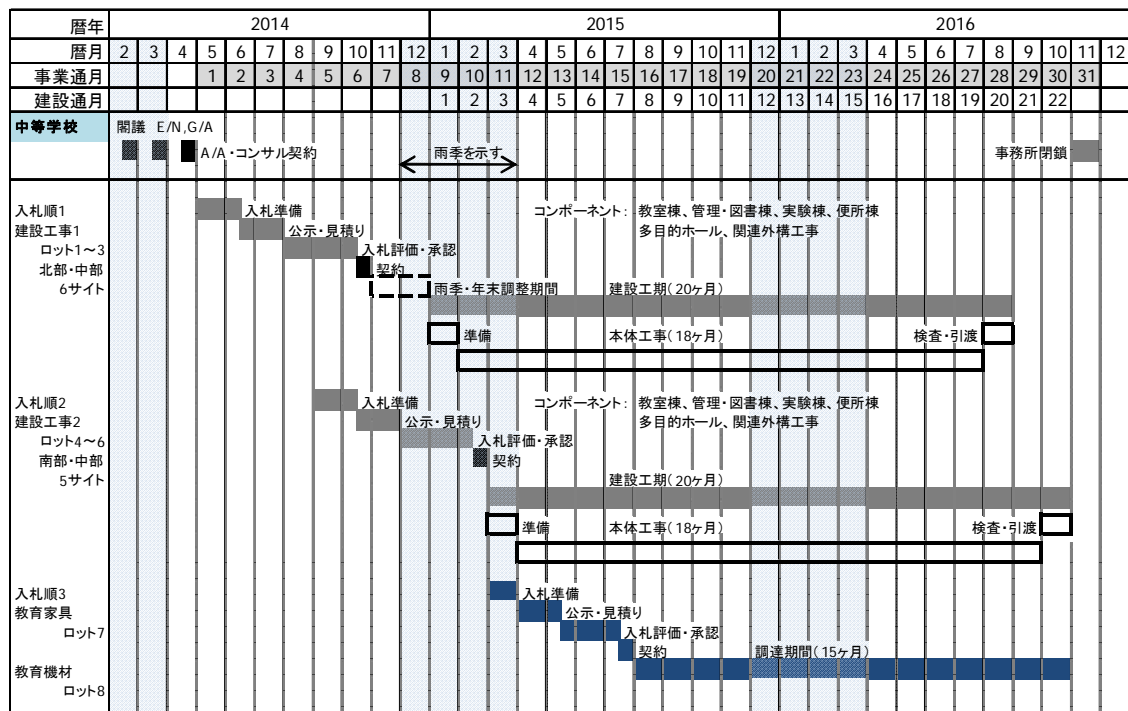 暦年 2014 2015 2016
暦月 2 3 4 5 6 7 8 9 10 11 12 1 2 3 4 5 6 7 8 9 10 11 12 1 2 3 4 5 6 7 8 9 10 11 12
事業通月 1 2 3 4 5 6 7 8 9 10 11 12 13 14 15 16 17 18 19 20 21 22 23 24 25 26 27 28 29 30 31
建設通月 1 2 3 4 5 6 7 8 9 10 11 12 13 14 15 16 17 18 19 20 21 22
中等学校 閣議 E/N,G/A
A/A・コンサル契約 雨季を示す 事務所閉鎖
入札順1 入札準備 コンポーネント: 教室棟、管理・図書棟、実験棟、便所棟
建設工事1 公示・見積り 多目的ホール、関連外構工事
ロット1～3 入札評価・承認
北部・中部 契約
6サイト 雨季・年末調整期間 建設工期(20ヶ月)
準備 本体工事(18ヶ月) 検査・引渡
入札順2 入札準備 コンポーネント: 教室棟、管理・図書棟、実験棟、便所棟
建設工事2 公示・見積り 多目的ホール、関連外構工事
ロット4～6 入札評価・承認
南部・中部 契約
5サイト 建設工期(20ヶ月)
準備 本体工事(18ヶ月) 検査・引渡
入札順3 入札準備
教育家具 公示・見積り
ロット7 入札評価・承認
契約 調達期間(15ヶ月)
教育機材
ロット8